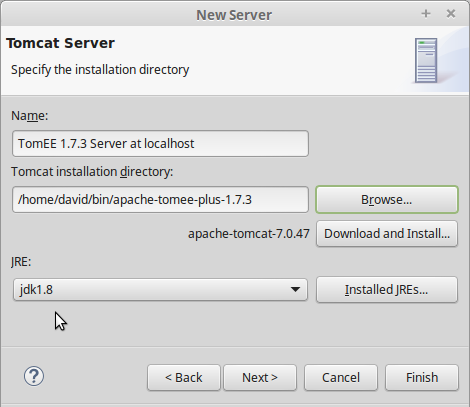 New Server
Tomcat Server
Specify the installation directory
Name:
TomEE 1.7.3 Server at localhost
Tomcat installation directory:
/home/david/bin/apache-tomee-plus-1.7.3
Browse...
apache-tomcat-7.0.47
Download and Install...
JRE:
jdk1.8
Installed JREs...
?
< Back
Next >
Cancel
Finish